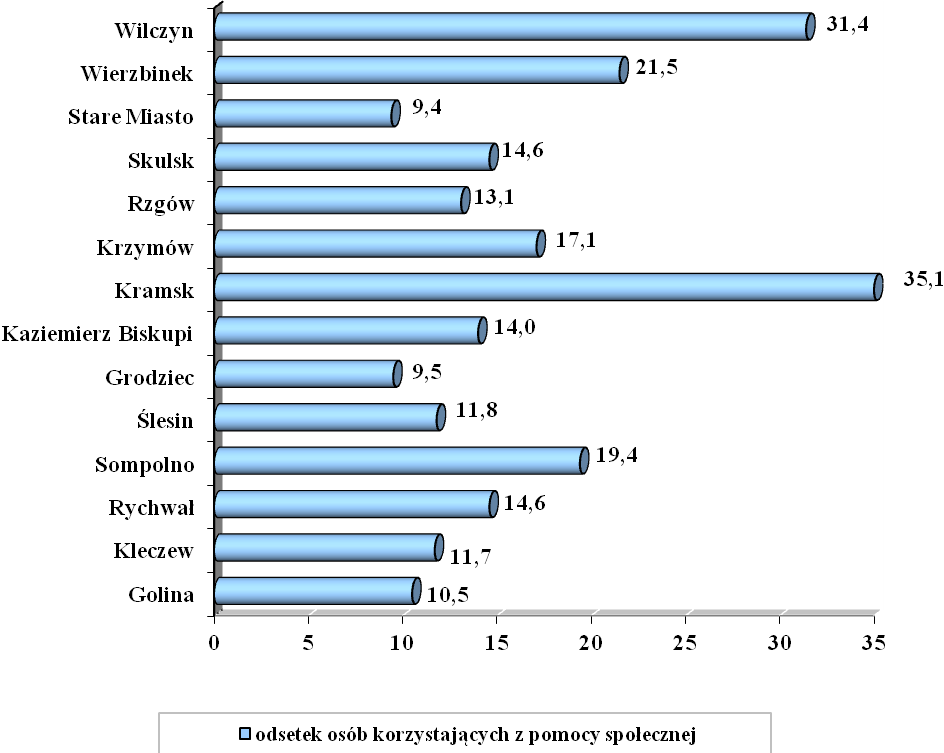 Wilczyn 31,4
Wierzbinek 21,5
Stare Miasto 9,4
Skulsk 14,6
Rzgów 13,1
Krzymów 17,1
Kramsk 35,1
Kaziemierz Biskupi 14,0
Grodziec 9,5
Ślesin 11,8
Sompolno 19,4
Rychwał 14,6
Kleczew 11,7
Golina 10,5
0 5 10 15 20 25 30 35
odsetek osób korzystających z pomocy społecznej